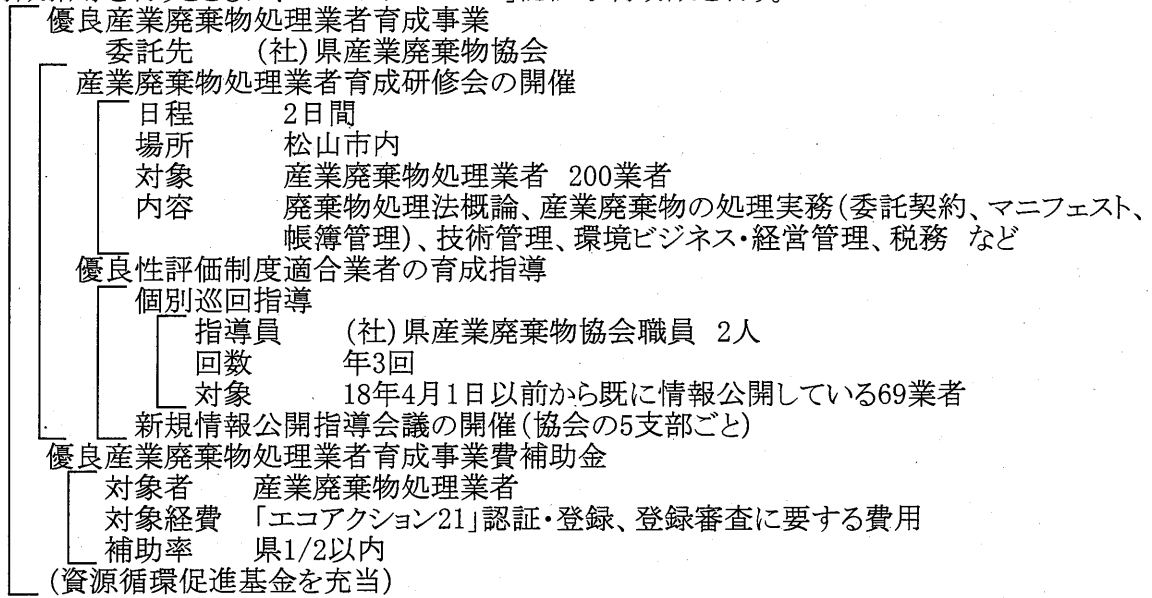 優良産業廃棄物処理業者育成事業
委託先 (社)県産業廃棄物協会
産業廃棄物処理業者育成研修会の開催
日程 2日間
場所 松山市内
対象 産業廃棄物処理業者 200業者
内容 廃棄物処理法概論、産業廃棄物の処理実務(委託契約、マニフェスト、
帳簿管理)、技術管理、環境ビジネス・経営管理、税務 など
優良性評価制度適合業者の育成指導
個別巡回指導
指導員 (社)県産業廃棄物協会職員 2人
回数 年3回
対象 18年4月1日以前から既に情報公開している69業者
新規情報公開指導会議の開催(協会の5支部ごと)
優良産業廃棄物処理業者育成事業費補助金
対象者 産業廃棄物処理業者
対象経費 「エコアクション21」認証・登録、登録審査に要する費用
補助率 県1/2以内
(資源循環促進基金を充当)